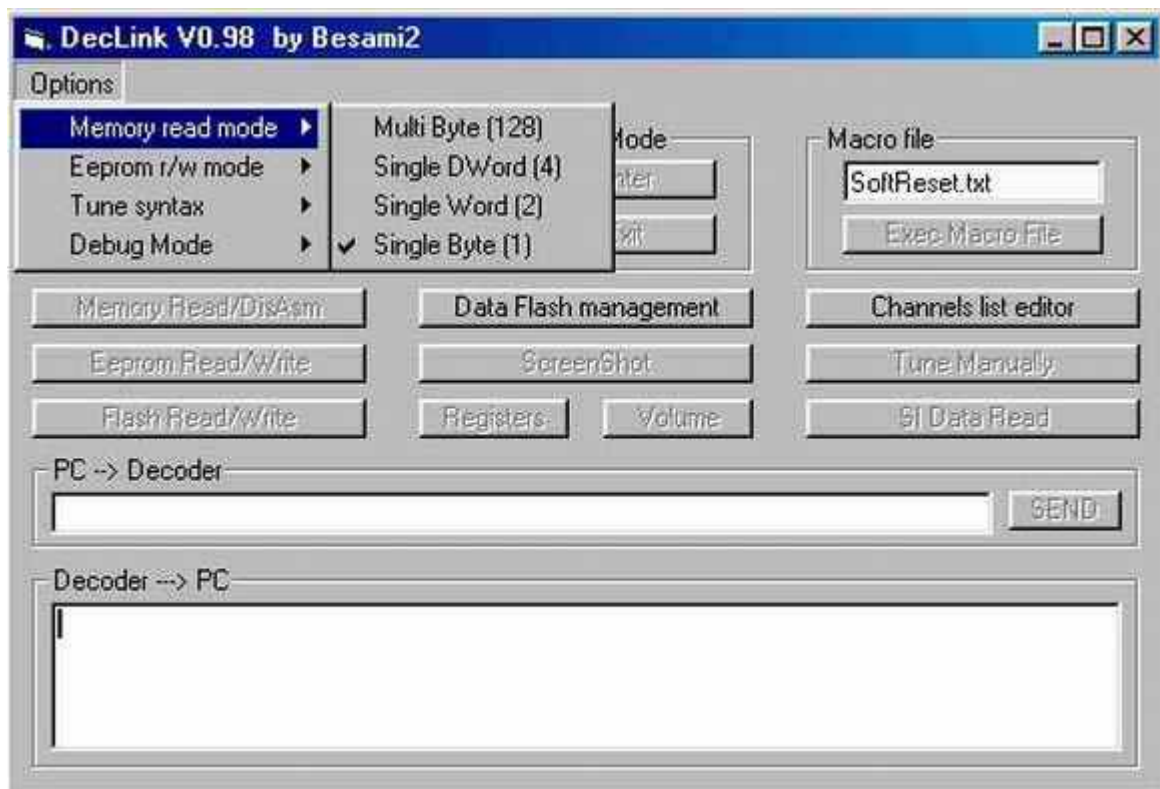 DecLink V0.98 by Besami2
Options
Memory read mode
Eeprom r/w mode
Tune syntax
Debug Mode
Multi Byte (128)
Single DWord (4)
Single Word (2)
Single Byte (1)
Mode
Macro file
SoftReset.txt
Exec Macro File
Memory Read/DisAsm
Data Flash management
Channels list editor
Eeprom Read/Write
ScreenShot
Tune Manually
Flash Read/Write
Registers
Volume
SI Data Read
PC --> Decoder
SEND
Decoder ---> PC